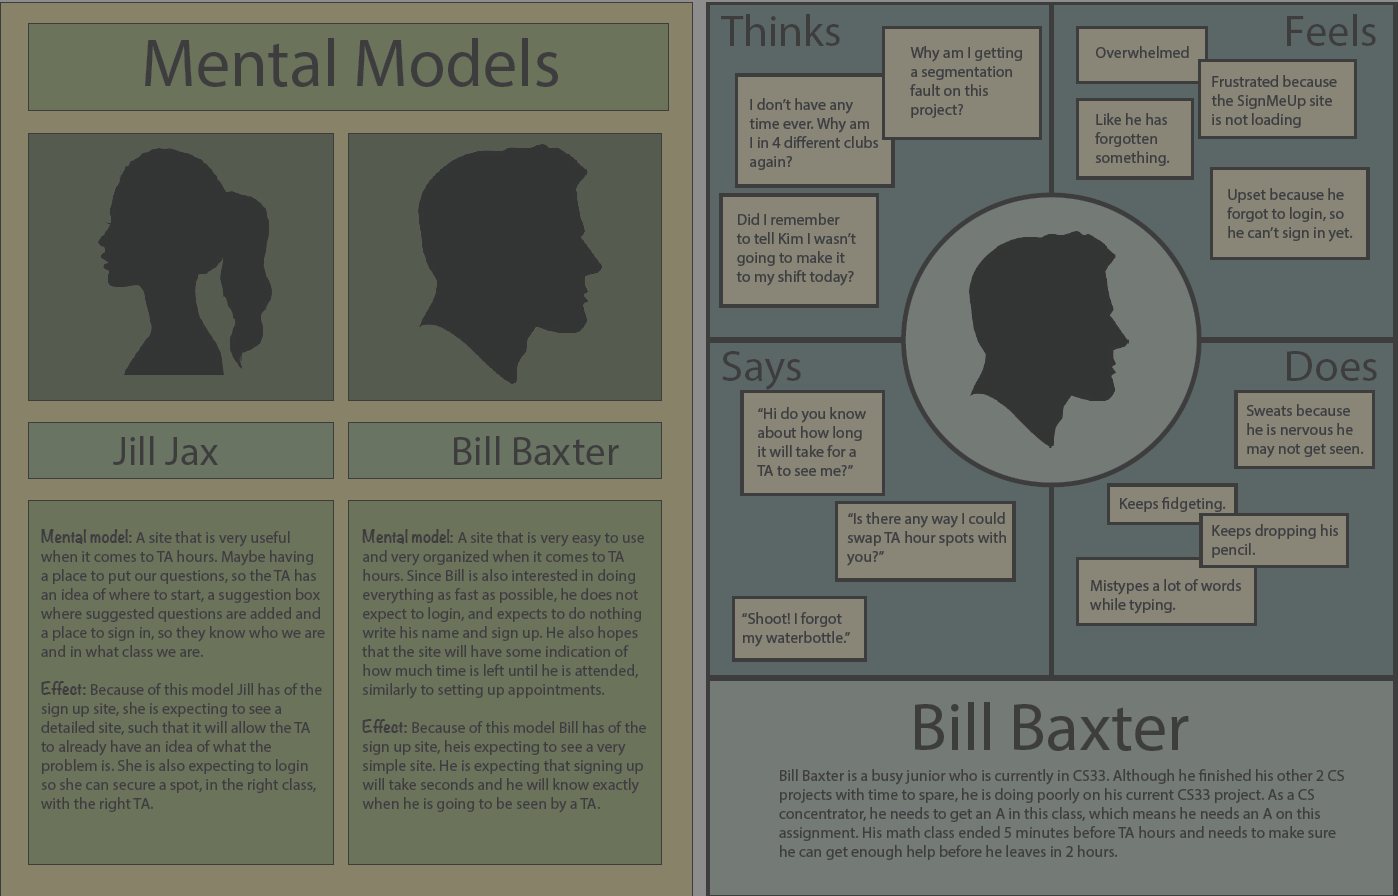 Mental Models
Jill Jax
Mental model: A site that is very useful
when it comes to TA hours. Maybe having
a place to put our questions, so the TA has
an idea of where to start, a suggestion box
where suggested questions are added and
a place to sign in, so they know who we are
and in what class we are.
Effect: Because of this model Jill has of the
sign up site, she is expecting to see a
detailed site, such that it will allow the TA
to already have an idea of what the
problem is. She is also expecting to login
so she can secure a spot, in the right class,
with the right TA.
Bill Baxter
Mental model: A site that is very easy to use
and very organized when it comes to TA
hours. Since Bill is also interested in doing
everything as fast as possible, he does not
expect to login, and expects to do nothing
write his name and sign up. He also hopes
that the site will have some indication of
how much time is left until he is attended,
similarly to setting up appointments.
Effect: Because of this model Bill has of the
sign up site, heis expecting to see a very
simple site. He is expecting that signing up
will take seconds and he will know exactly
when he is going to be seen by a TA.
Thinks
Why am I getting
a segmentation
fault on this
project?
I don't have any
time ever. Why am
I in 4 different clubs
again?
Did I remember
to tell Kim I wasn't
going to make it
to my shift today?
Feels
Overwhelmed
Frustrated because
the SignMeUp site
is not loading
Like he has
forgotten
something.
Upset because he
forgot to login, so
he can't sign in yet.
Says
"Hi do you know
about how long
it will take for a
TA to see me?"
"Is there any way I could
swap TA hour spots with
you?"
"Shoot! I forgot
my waterbottle."
Does
Sweats because
he is nervous he
may not get seen.
Keeps fidgeting.
Keeps dropping his
pencil.
Mistypes a lot of words
while typing.
Bill Baxter
Bill Baxter is a busy junior who is currently in CS33. Although he finished his other 2 CS
projects with time to spare, he is doing poorly on his current CS33 project. As a CS
concentrator, he needs to get an A in this class, which means he needs an A on this
assignment. His math class ended 5 minutes before TA hours and needs to make sure
he can get enough help before he leaves in 2 hours.